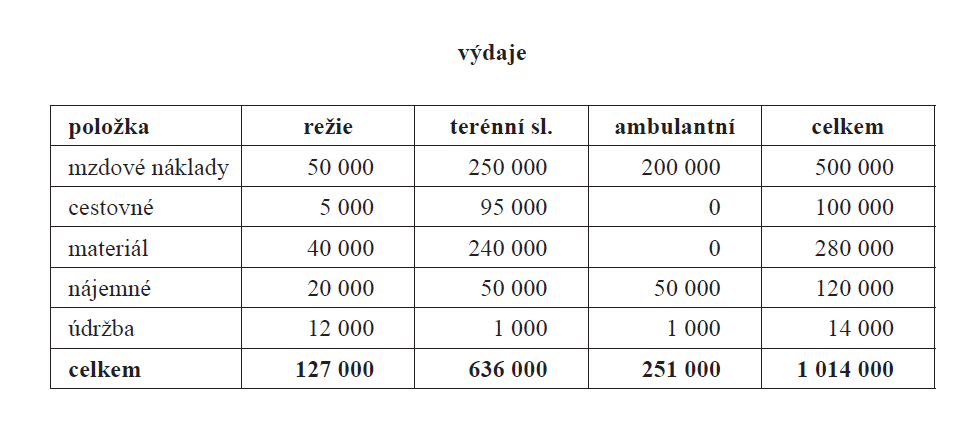 výdaje
položka režie terénní sl. ambulantní celkem
mzdové náklady 50 000 250 000 200 000 500 000
cestovné 5 000 95 000 0 100 000
materiál 40 000 240 000 0 280 000
nájemné 20 000 50 000 50 000 120 000
údržba 12 000 1 000 1 000 14 000
celkem 127 000 636 000 251 000 1 014 000